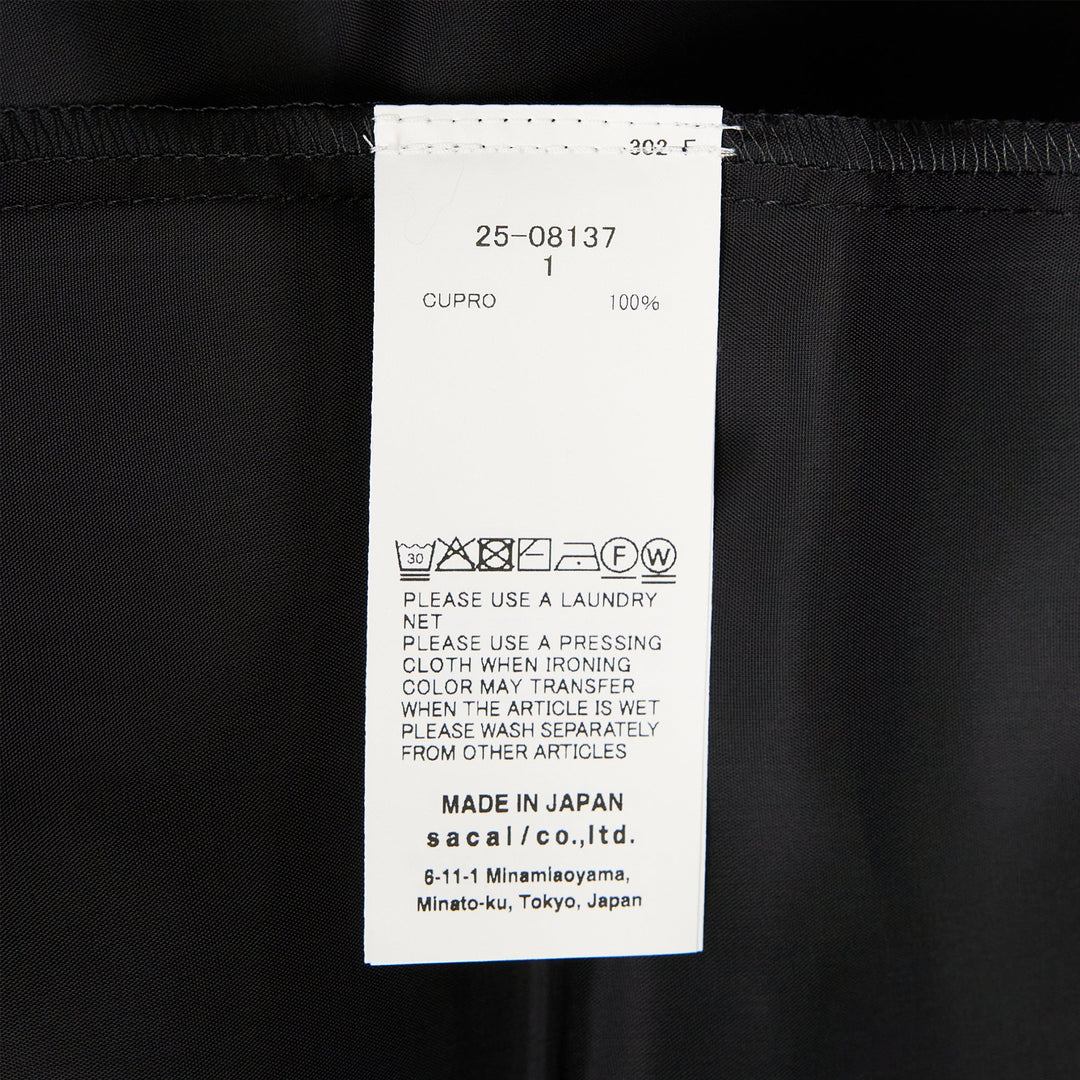 302 F
25-08137
1
CUPRO 100%
30 F W
PLEASE USE A LAUNDRY
NET
PLEASE USE A PRESSING
CLOTH WHEN IRONING
COLOR MAY TRANSFER
WHEN THE ARTICLE IS WET
PLEASE WASH SEPARATELY
FROM OTHER ARTICLES
MADE IN JAPAN
sacai/co.,ltd.
6-11-1 Minamiaoyama,
Minato-ku, Tokyo, Japan